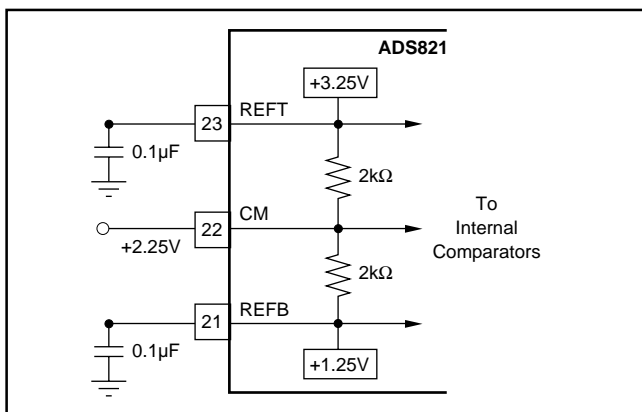 ADS821
+3.25V
23
REFT
0.1µF
2kΩ
22
CM
+2.25V
To
Internal
Comparators
2kΩ
21
REFB
0.1µF
+1.25V